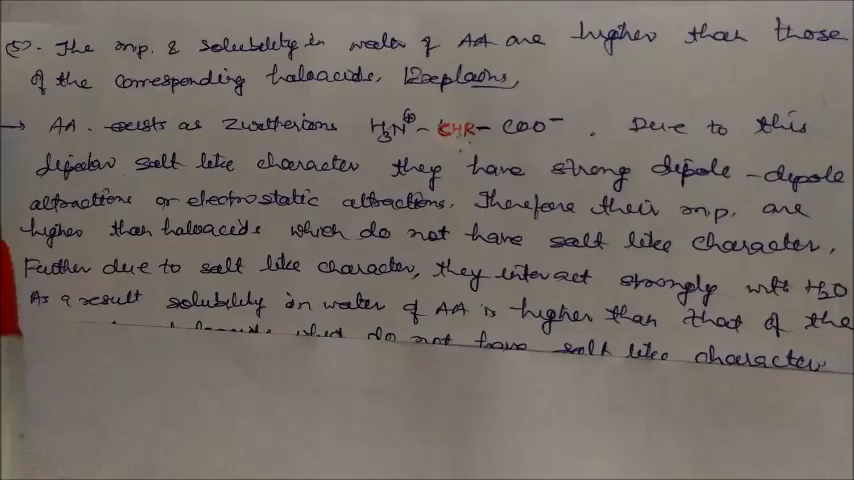 (5). The m.p. & solubility in water of AA are higher than those
of the corresponding haloacids, Explains,
→ AA. exists as Zwitterions H₃N⊕ - CHR - COO⁻ . Due to this
dipolar salt like character they have strong dipole - dipole
attractions or electrostatic attractions. Therefore their m.p. are
higher than haloacids which do not have salt like character.
Further due to salt like character, they interact strongly with H₂O
As a result solubility in water of AA is higher than that of the
do not have salt like character.